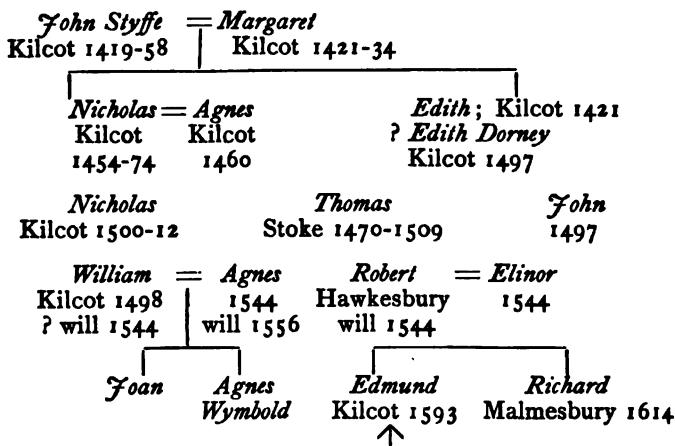 John Styffe = Margaret
Kilcot 1419-58 Kilcot 1421-34
Nicholas = Agnes Edith; Kilcot 1421
Kilcot Kilcot ? Edith Dorney
1454-74 1460 Kilcot 1497
Nicholas Thomas John
Kilcot 1500-12 Stoke 1470-1509 1497
William = Agnes Robert = Elinor
Kilcot 1498 1544 Hawkesbury 1544
? will 1544 will 1556 will 1544
Joan Agnes Edmund Richard
Wymbold Kilcot 1593 Malmesbury 1614